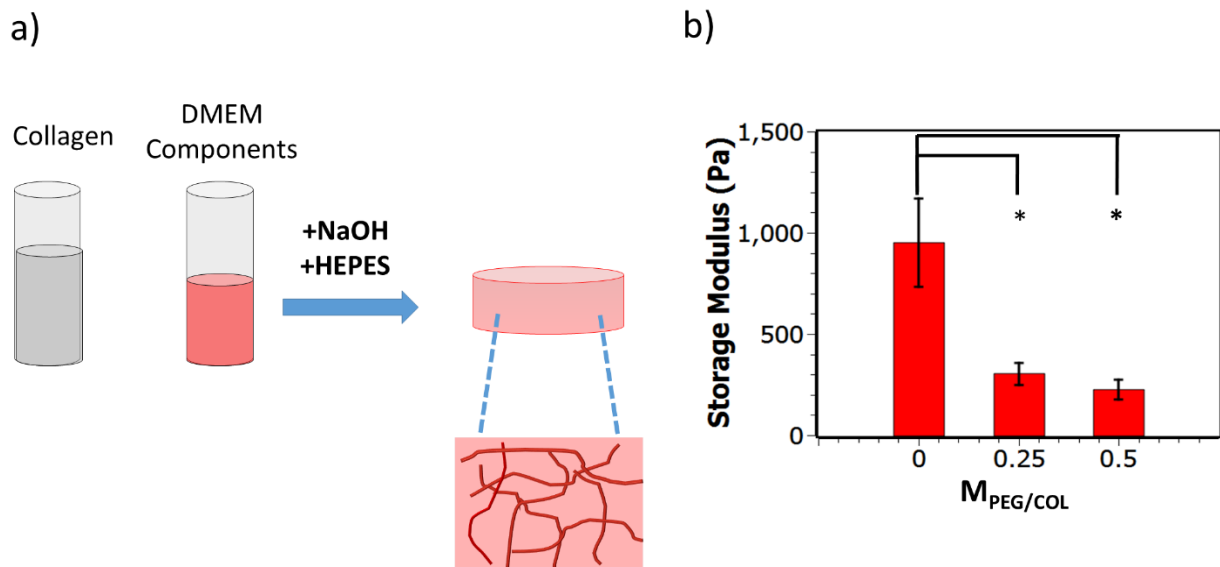 a)
Collagen
DMEM
Components
+NaOH
+HEPES
b)
Storage Modulus (Pa)
1,500
1,000
500
0
*
*
0
0.25
0.5
M_PEG/COL